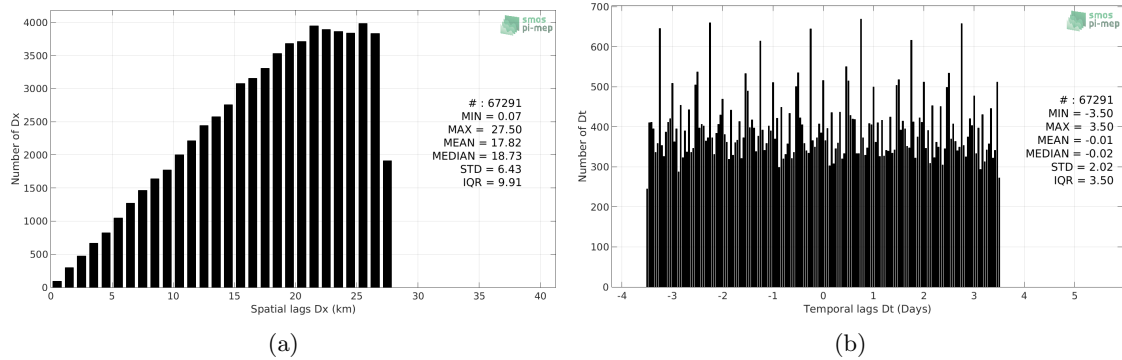 4000
3500
3000
2500
2000
1500
1000
500
0
Number of Dx
0 5 10 15 20 25 30 35 40
Spatial lags Dx (km)
smos
pi-mep
# : 67291
MIN = 0.07
MAX = 27.50
MEAN = 17.82
MEDIAN = 18.73
STD = 6.43
IQR = 9.91
(a)
700
600
500
400
300
200
100
0
Number of Dt
-4 -3 -2 -1 0 1 2 3 4 5
Temporal lags Dt (Days)
smos
pi-mep
# : 67291
MIN = -3.50
MAX = 3.50
MEAN = -0.01
MEDIAN = -0.02
STD = 2.02
IQR = 3.50
(b)